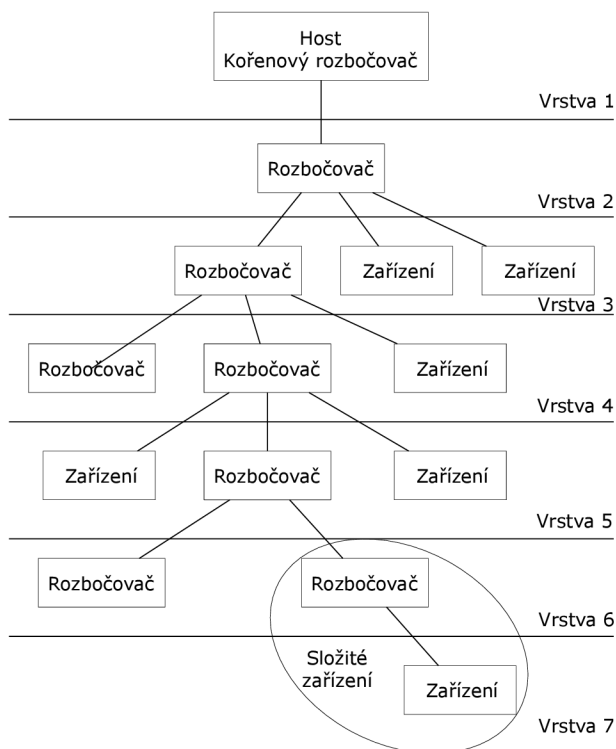 Host
Kořenový rozbočovač
Vrstva 1
Rozbočovač
Vrstva 2
Rozbočovač
Zařízení
Zařízení
Vrstva 3
Rozbočovač
Rozbočovač
Zařízení
Vrstva 4
Zařízení
Rozbočovač
Zařízení
Vrstva 5
Rozbočovač
Rozbočovač
Vrstva 6
Složité
zařízení
Zařízení
Vrstva 7